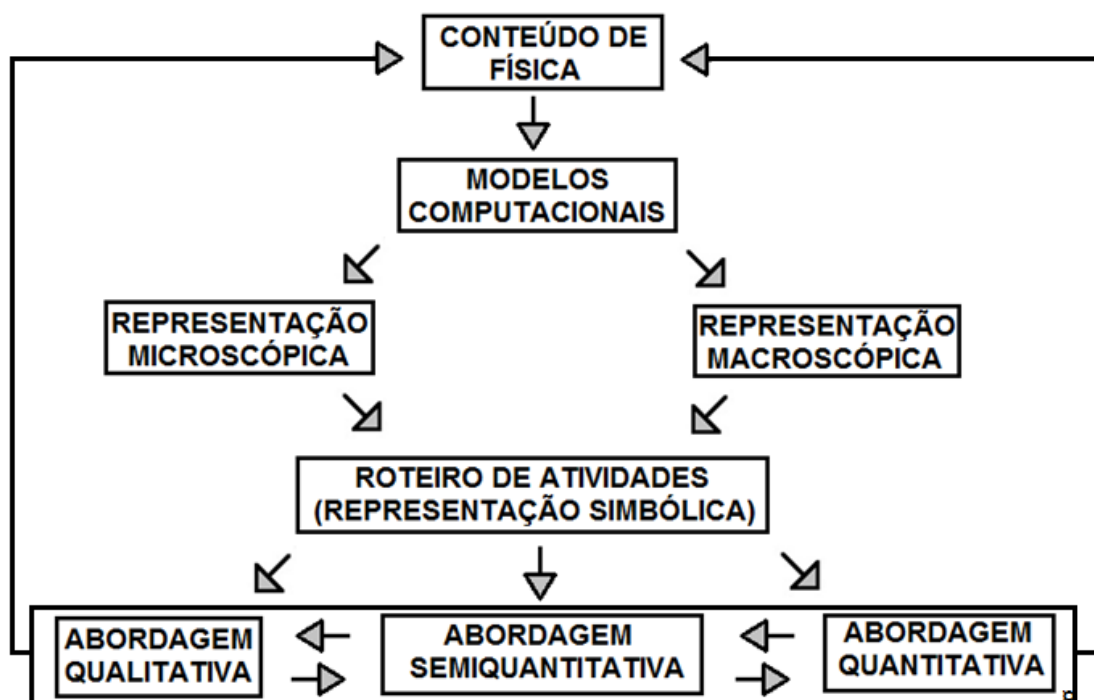 CONTEÚDO DE
FÍSICA
MODELOS
COMPUTACIONAIS
REPRESENTAÇÃO
MICROSCÓPICA
REPRESENTAÇÃO
MACROSCÓPICA
ROTEIRO DE ATIVIDADES
(REPRESENTAÇÃO SIMBÓLICA)
ABORDAGEM
QUALITATIVA
ABORDAGEM
SEMIQUANTITATIVA
ABORDAGEM
QUANTITATIVA